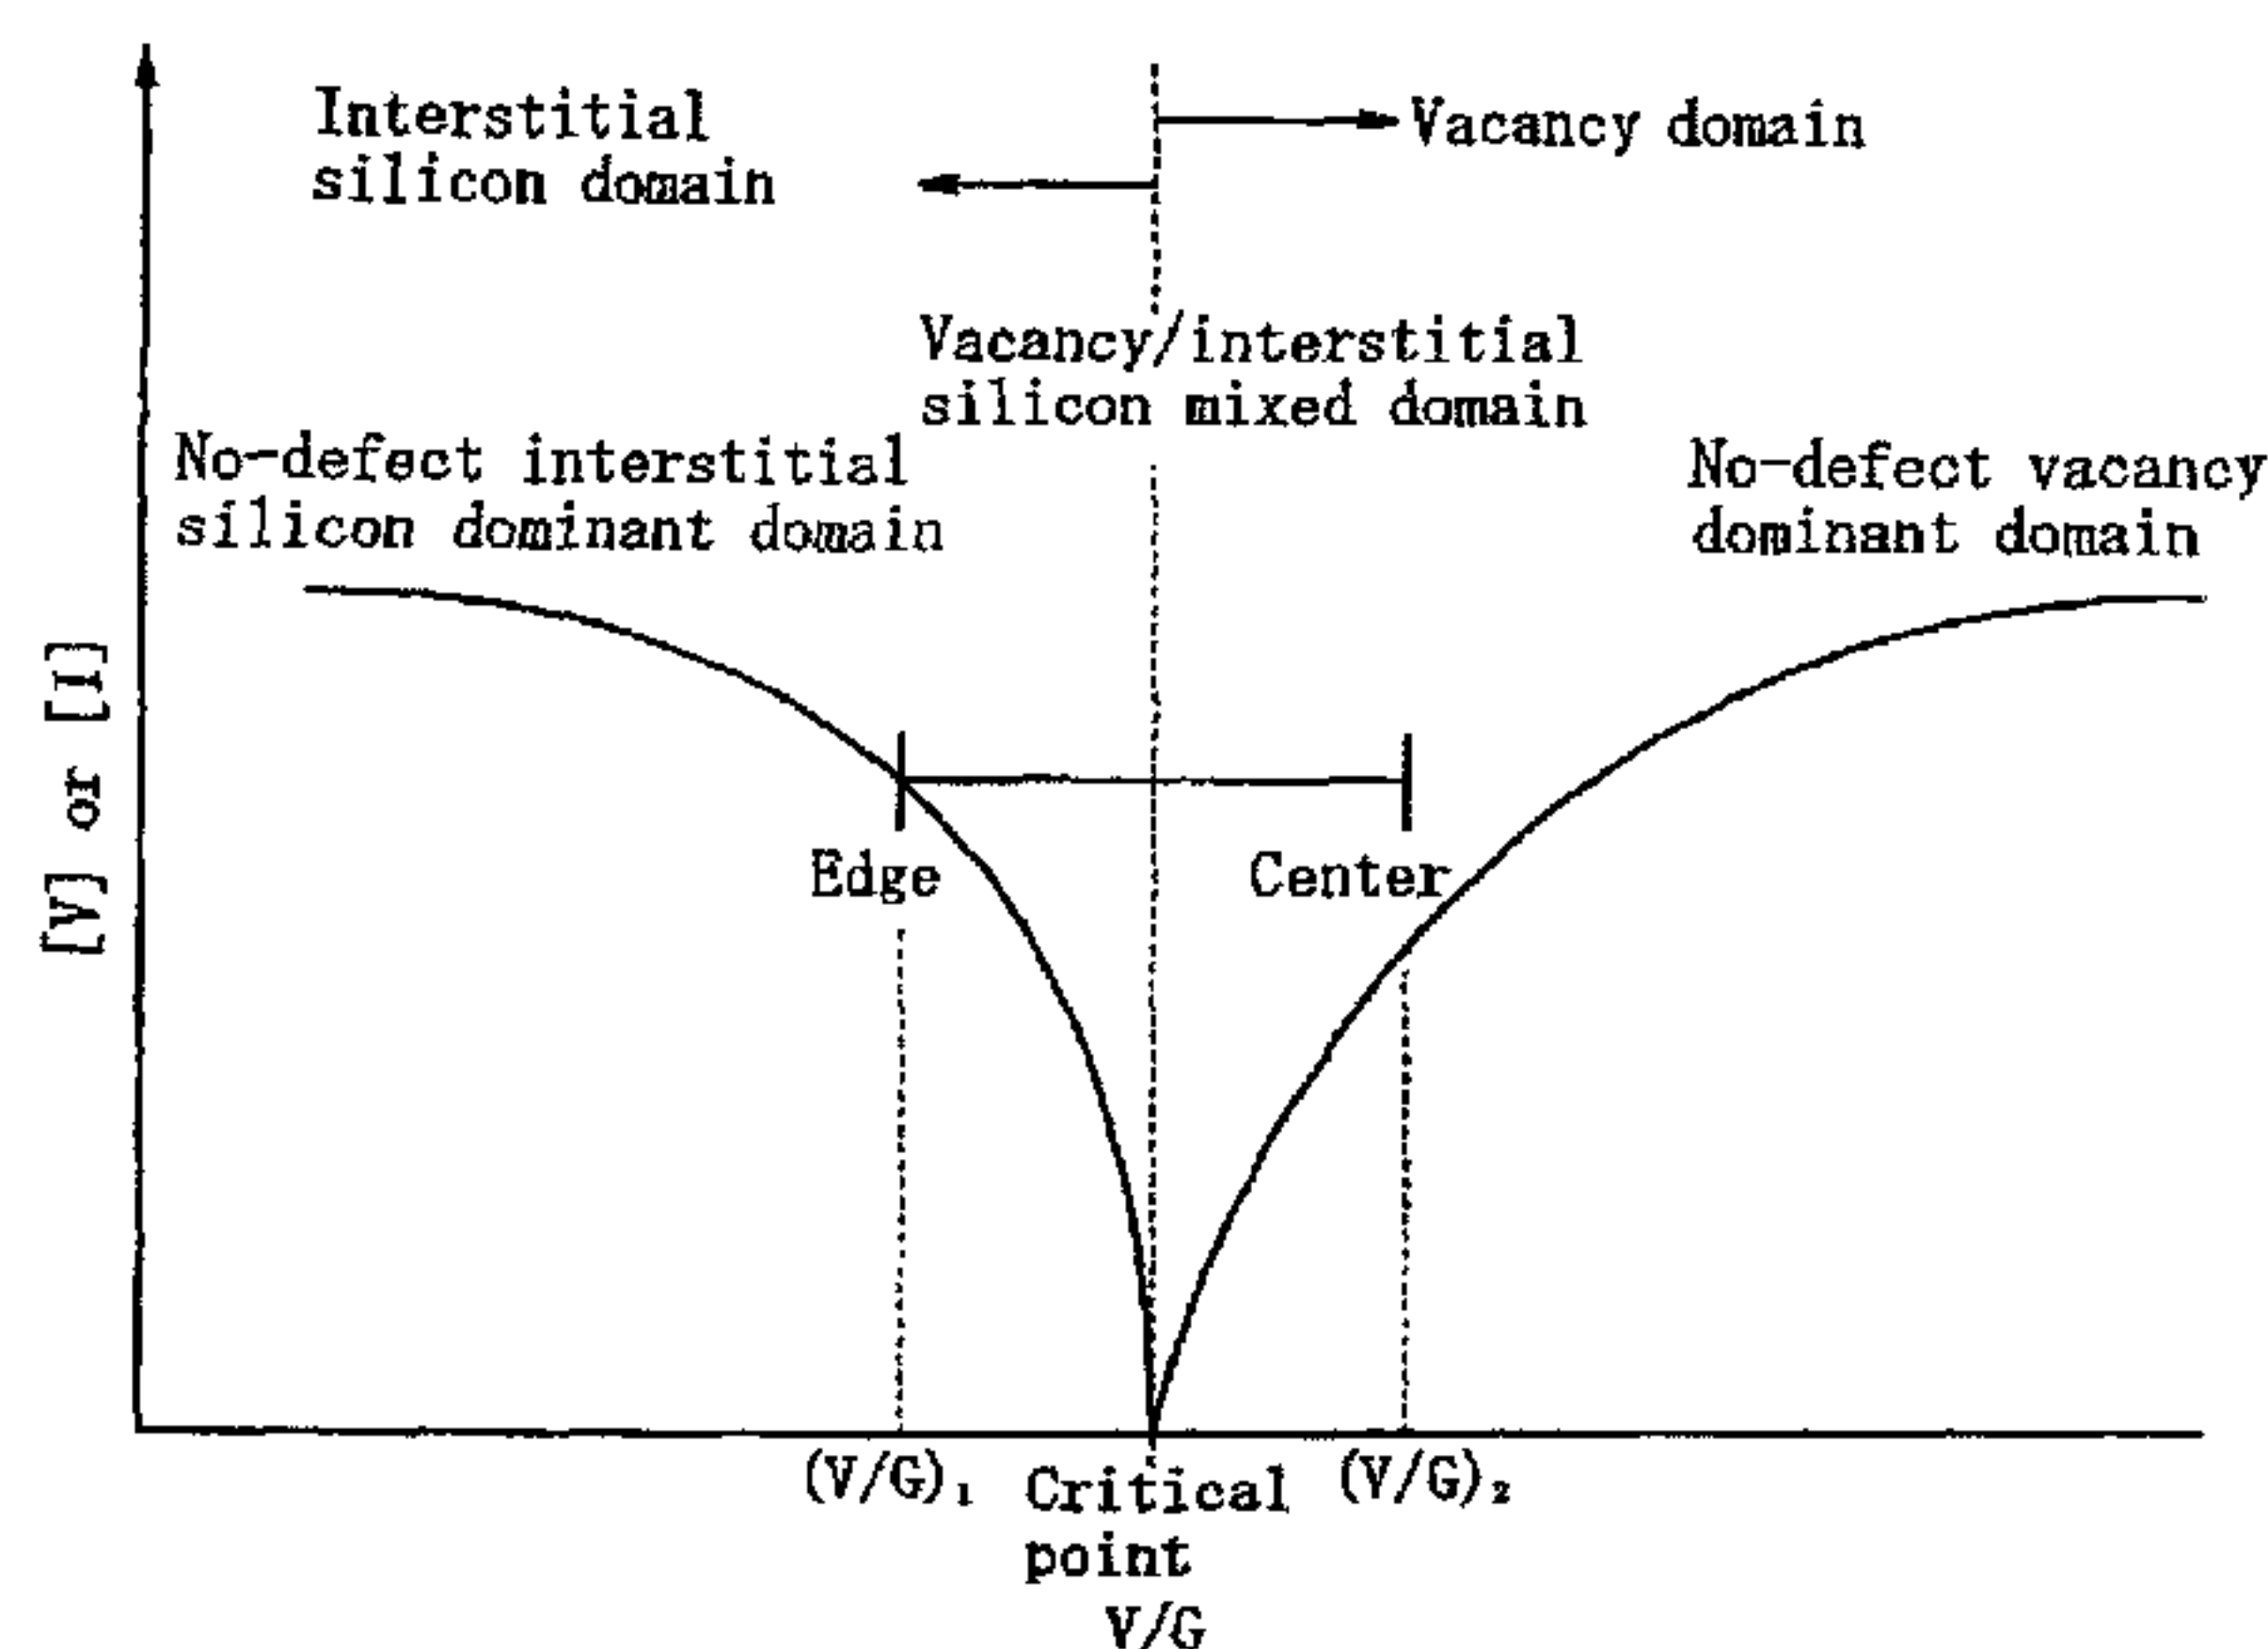 Interstitial
silicon domain
Vacancy domain
Vacancy/interstitial
silicon mixed domain
No-defect interstitial
silicon dominant domain
No-defect vacancy
dominant domain
[V] or [I]
Edge
Center
(V/G)₁
Critical
point
(V/G)₂
V/G